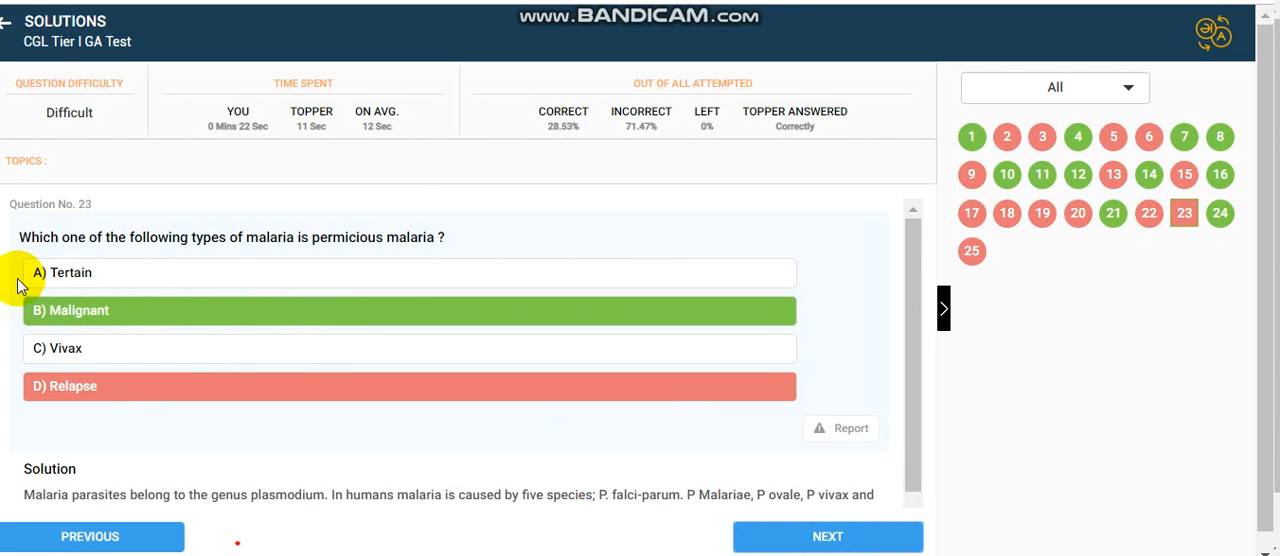 www.BANDICAM.com
SOLUTIONS
CGL Tier I GA Test
QUESTION DIFFICULTY
Difficult
TIME SPENT
YOU TOPPER ON AVG.
0 Mins 22 Sec 11 Sec 12 Sec
OUT OF ALL ATTEMPTED
CORRECT INCORRECT LEFT TOPPER ANSWERED
28.53% 71.47% 0% Correctly
All
1 2 3 4 5 6 7 8
9 10 11 12 13 14 15 16
17 18 19 20 21 22 23 24
25
TOPICS :
Question No. 23
Which one of the following types of malaria is permicious malaria ?
A) Tertain
B) Malignant
C) Vivax
D) Relapse
Report
Solution
Malaria parasites belong to the genus plasmodium. In humans malaria is caused by five species; P. falci-parum. P Malariae, P ovale, P vivax and
PREVIOUS
NEXT